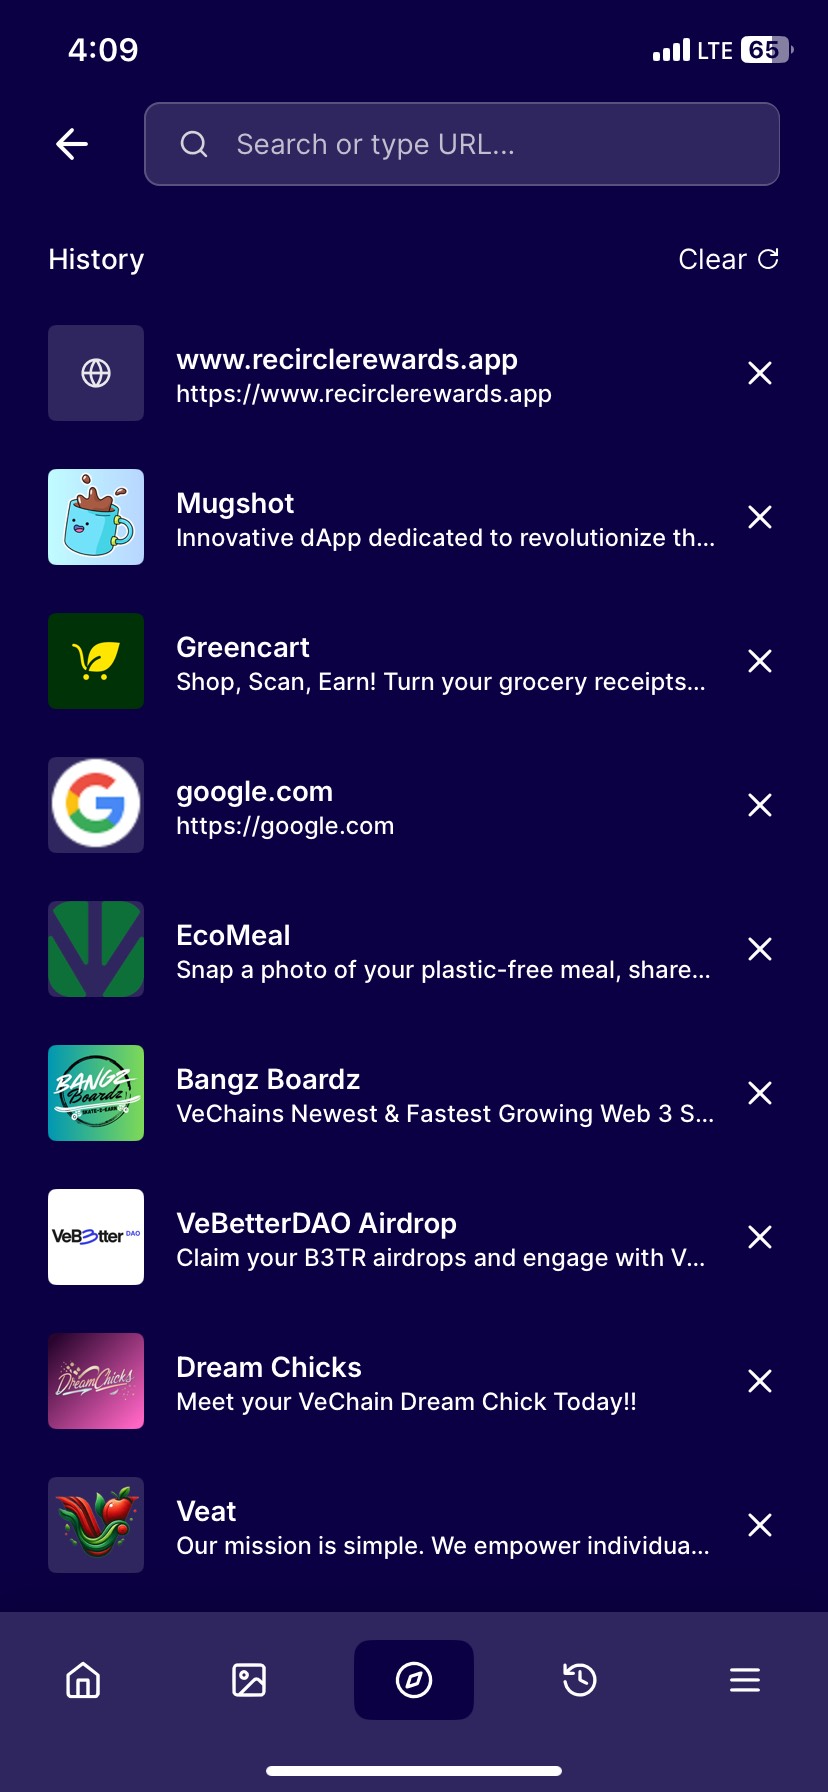 4:09
LTE 65
Search or type URL...
History
Clear
www.recirclerewards.app
https://www.recirclerewards.app
Mugshot
Innovative dApp dedicated to revolutionize th...
Greencart
Shop, Scan, Earn! Turn your grocery receipts...
google.com
https://google.com
EcoMeal
Snap a photo of your plastic-free meal, share...
BANGZ
Boardz
SKATE-2-EARN
Bangz Boardz
VeChains Newest & Fastest Growing Web 3 S...
VeB3tter DAO
VeBetterDAO Airdrop
Claim your B3TR airdrops and engage with V...
DreamChicks
Dream Chicks
Meet your VeChain Dream Chick Today!!
Veat
Our mission is simple. We empower individua...